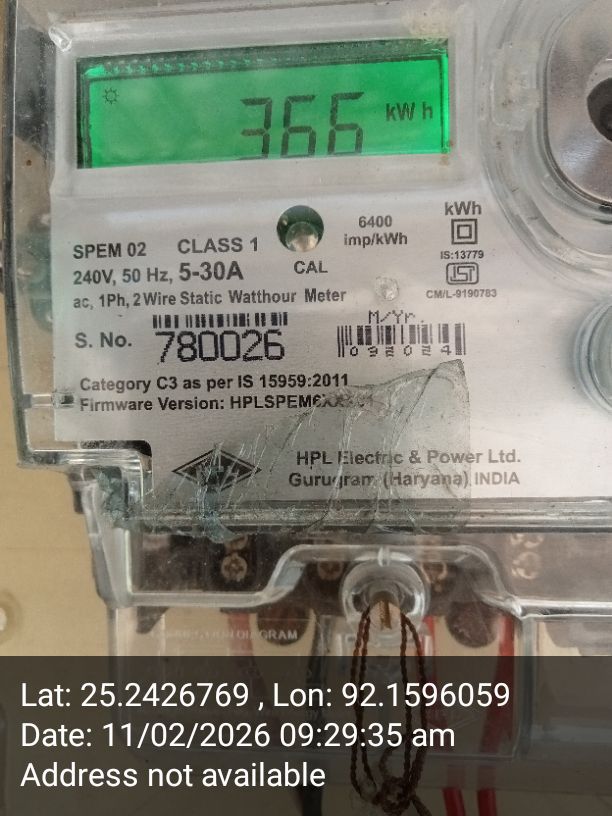 366 kW h
6400
imp/kWh
kWh
IS:13779
ISI
CM/L-9190783
SPEM 02 CLASS 1
240V, 50 Hz, 5-30A
CAL
ac, 1Ph, 2 Wire Static Watthour Meter
M/Yr.
S. No. 780026
092024
Category C3 as per IS 15959:2011
Firmware Version:
HPL Electric & Power Ltd.
Gurugram (Haryana) INDIA
DIAGRAM
Lat: 25.2426769 , Lon: 92.1596059
Date: 11/02/2026 09:29:35 am
Address not available